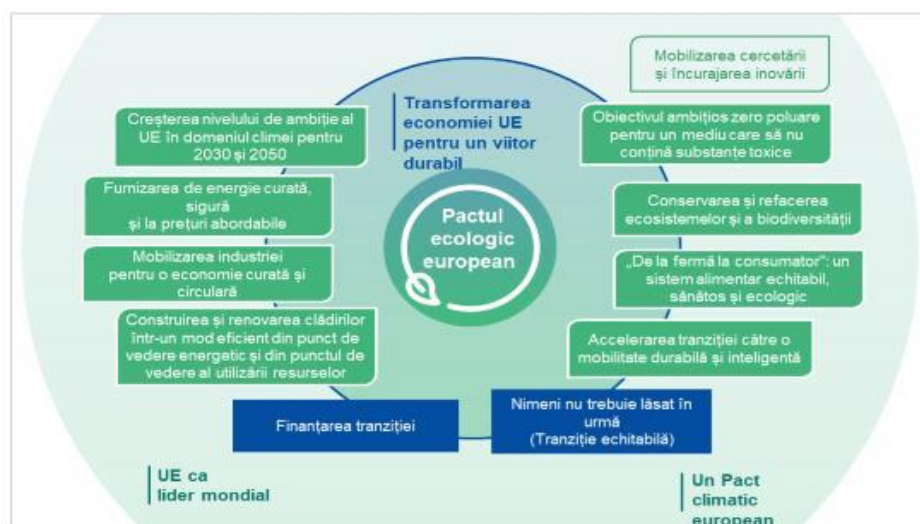 Mobilizarea cercetării
și încurajarea inovării
Transformarea
economiei UE
pentru un viitor
durabil
Creșterea nivelului de ambiție al
UE în domeniul climei pentru
2030 și 2050
Obiectivul ambițios zero poluare
pentru un mediu care să nu
conțină substanțe toxice
Furnizarea de energie curată,
sigură
și la prețuri abordabile
Conservarea și refacerea
ecosistemelor și a biodiversității
Pactul
ecologic
european
Mobilizarea industriei
pentru o economie curată și
circulară
„De la fermă la consumator”: un
sistem alimentar echitabil,
sănătos și ecologic
Construirea și renovarea clădirilor
într-un mod eficient din punct de
vedere energetic și din punctul de
vedere al utilizării resurselor
Accelerarea tranziției către o
mobilitate durabilă și inteligentă
Finanțarea tranziției
Nimeni nu trebuie lăsat în
urmă
(Tranziție echitabilă)
UE ca
lider mondial
Un Pact
climatic
european